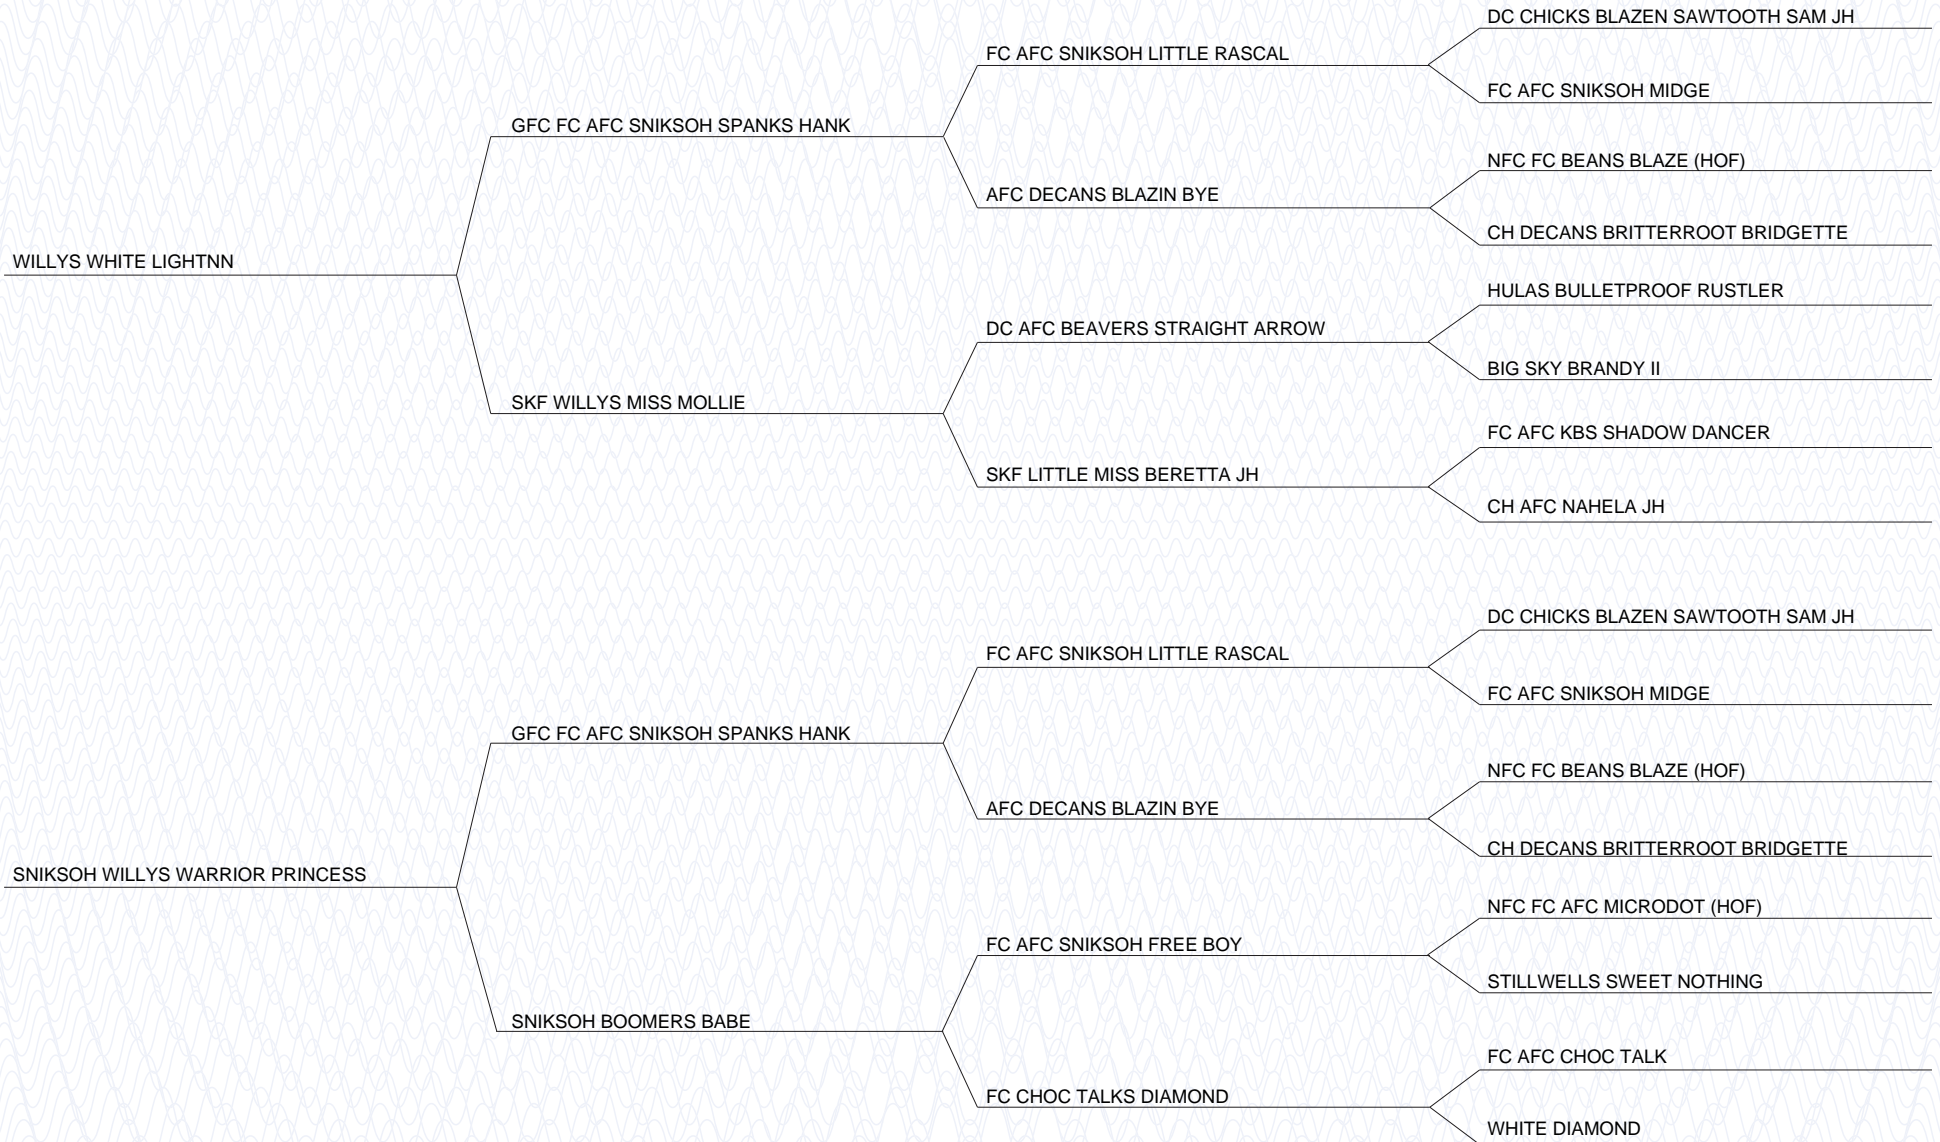 DC CHICKS BLAZEN SAWTOOTH SAM JH
FC AFC SNIKSOH LITTLE RASCAL
FC AFC SNIKSOH MIDGE
GFC FC AFC SNIKSOH SPANKS HANK
NFC FC BEANS BLAZE (HOF)
AFC DECANS BLAZIN BYE
CH DECANS BRITTERROOT BRIDGETTE
WILLYS WHITE LIGHTNN
HULAS BULLETPROOF RUSTLER
DC AFC BEAVERS STRAIGHT ARROW
BIG SKY BRANDY II
SKF WILLYS MISS MOLLIE
FC AFC KBS SHADOW DANCER
SKF LITTLE MISS BERETTA JH
CH AFC NAHELA JH
DC CHICKS BLAZEN SAWTOOTH SAM JH
FC AFC SNIKSOH LITTLE RASCAL
FC AFC SNIKSOH MIDGE
GFC FC AFC SNIKSOH SPANKS HANK
NFC FC BEANS BLAZE (HOF)
AFC DECANS BLAZIN BYE
CH DECANS BRITTERROOT BRIDGETTE
SNIKSOH WILLYS WARRIOR PRINCESS
NFC FC AFC MICRODOT (HOF)
FC AFC SNIKSOH FREE BOY
STILLWELLS SWEET NOTHING
SNIKSOH BOOMERS BABE
FC AFC CHOC TALK
FC CHOC TALKS DIAMOND
WHITE DIAMOND